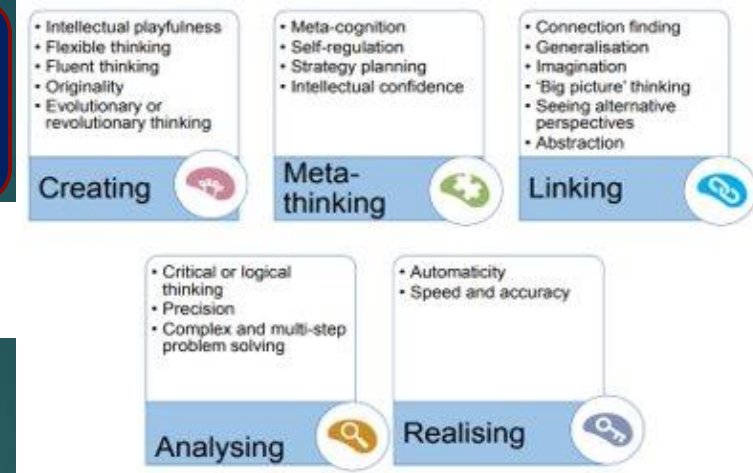 • Intellectual playfulness
• Flexible thinking
• Fluent thinking
• Originality
• Evolutionary or
revolutionary thinking
Creating
• Meta-cognition
• Self-regulation
• Strategy planning
• Intellectual confidence
Meta-
thinking
• Connection finding
• Generalisation
• Imagination
• 'Big picture' thinking
• Seeing alternative
perspectives
• Abstraction
Linking
• Critical or logical
thinking
• Precision
• Complex and multi-step
problem solving
Analysing
• Automaticity
• Speed and accuracy
Realising